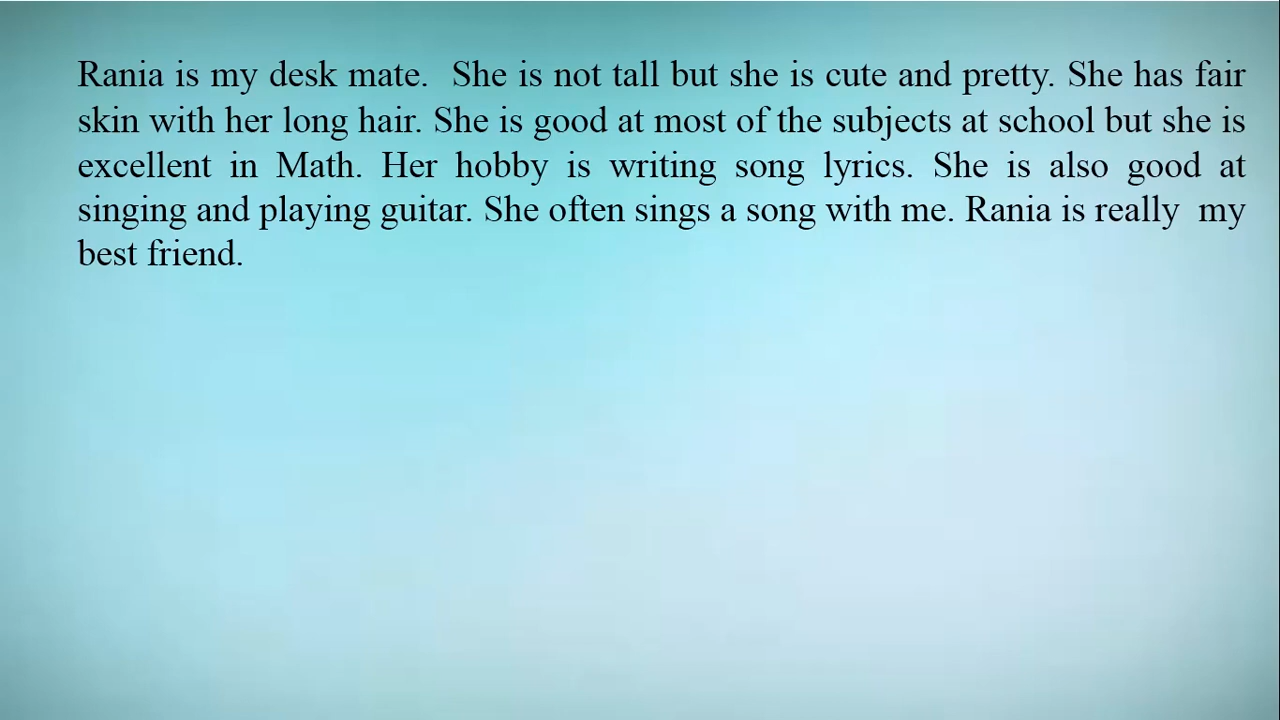 Rania is my desk mate.  She is not tall but she is cute and pretty. She has fair
skin with her long hair. She is good at most of the subjects at school but she is
excellent in Math. Her hobby is writing song lyrics. She is also good at
singing and playing guitar. She often sings a song with me. Rania is really  my
best friend.